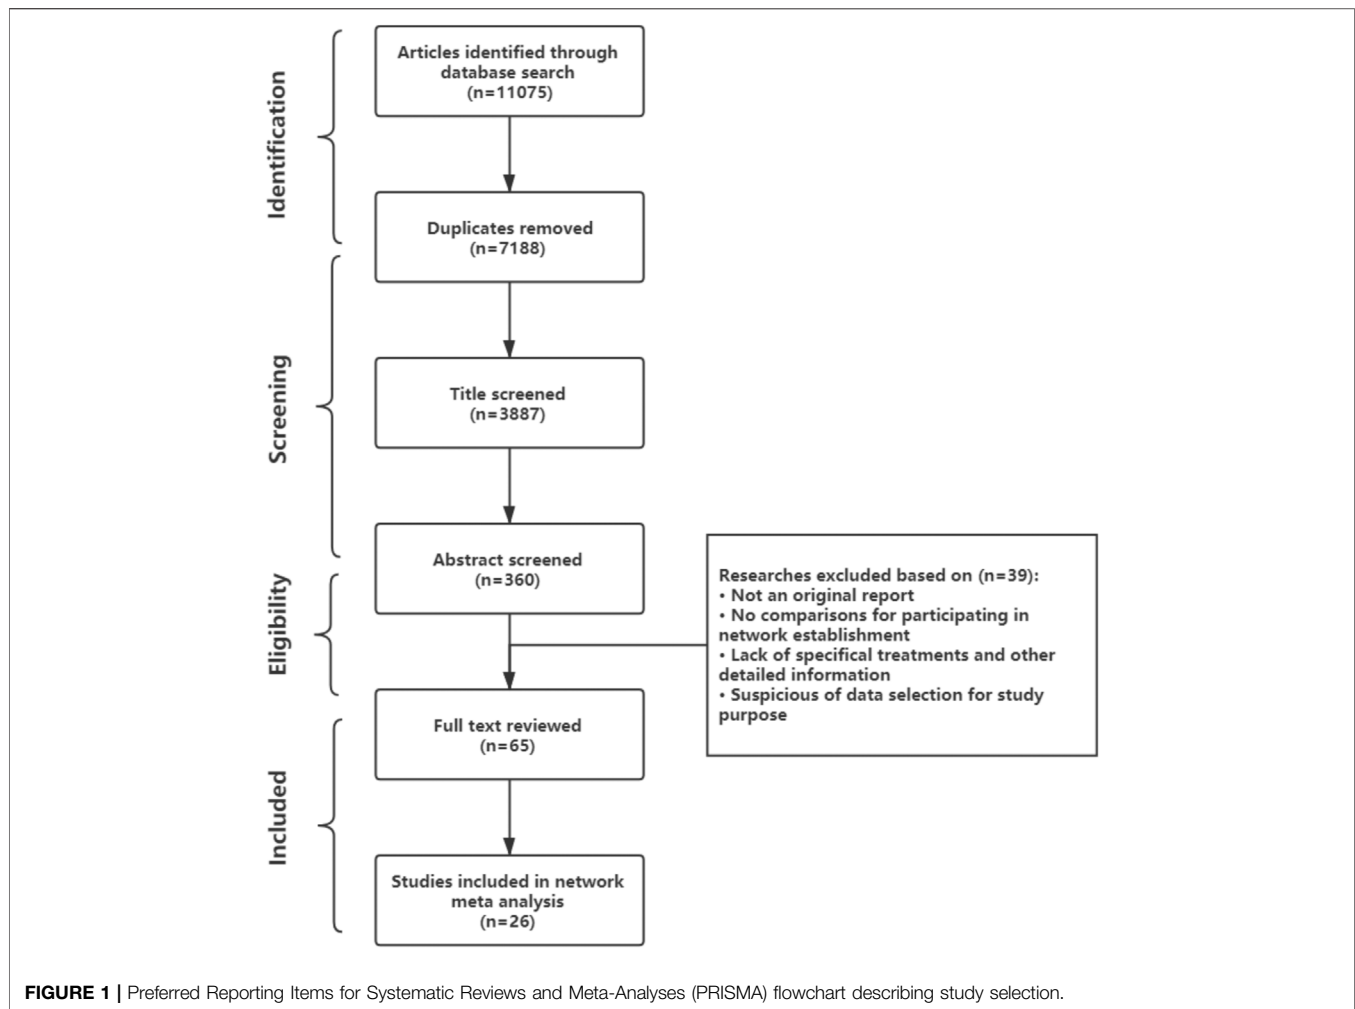 Identification
Articles identified through
database search
(n=11075)
Duplicates removed
(n=7188)
Screening
Title screened
(n=3887)
Abstract screened
(n=360)
Eligibility
Researches excluded based on (n=39):
• Not an original report
• No comparisons for participating in
network establishment
• Lack of specifical treatments and other
detailed information
• Suspicious of data selection for study
purpose
Included
Full text reviewed
(n=65)
Studies included in network
meta analysis
(n=26)
FIGURE 1 | Preferred Reporting Items for Systematic Reviews and Meta-Analyses (PRISMA) flowchart describing study selection.